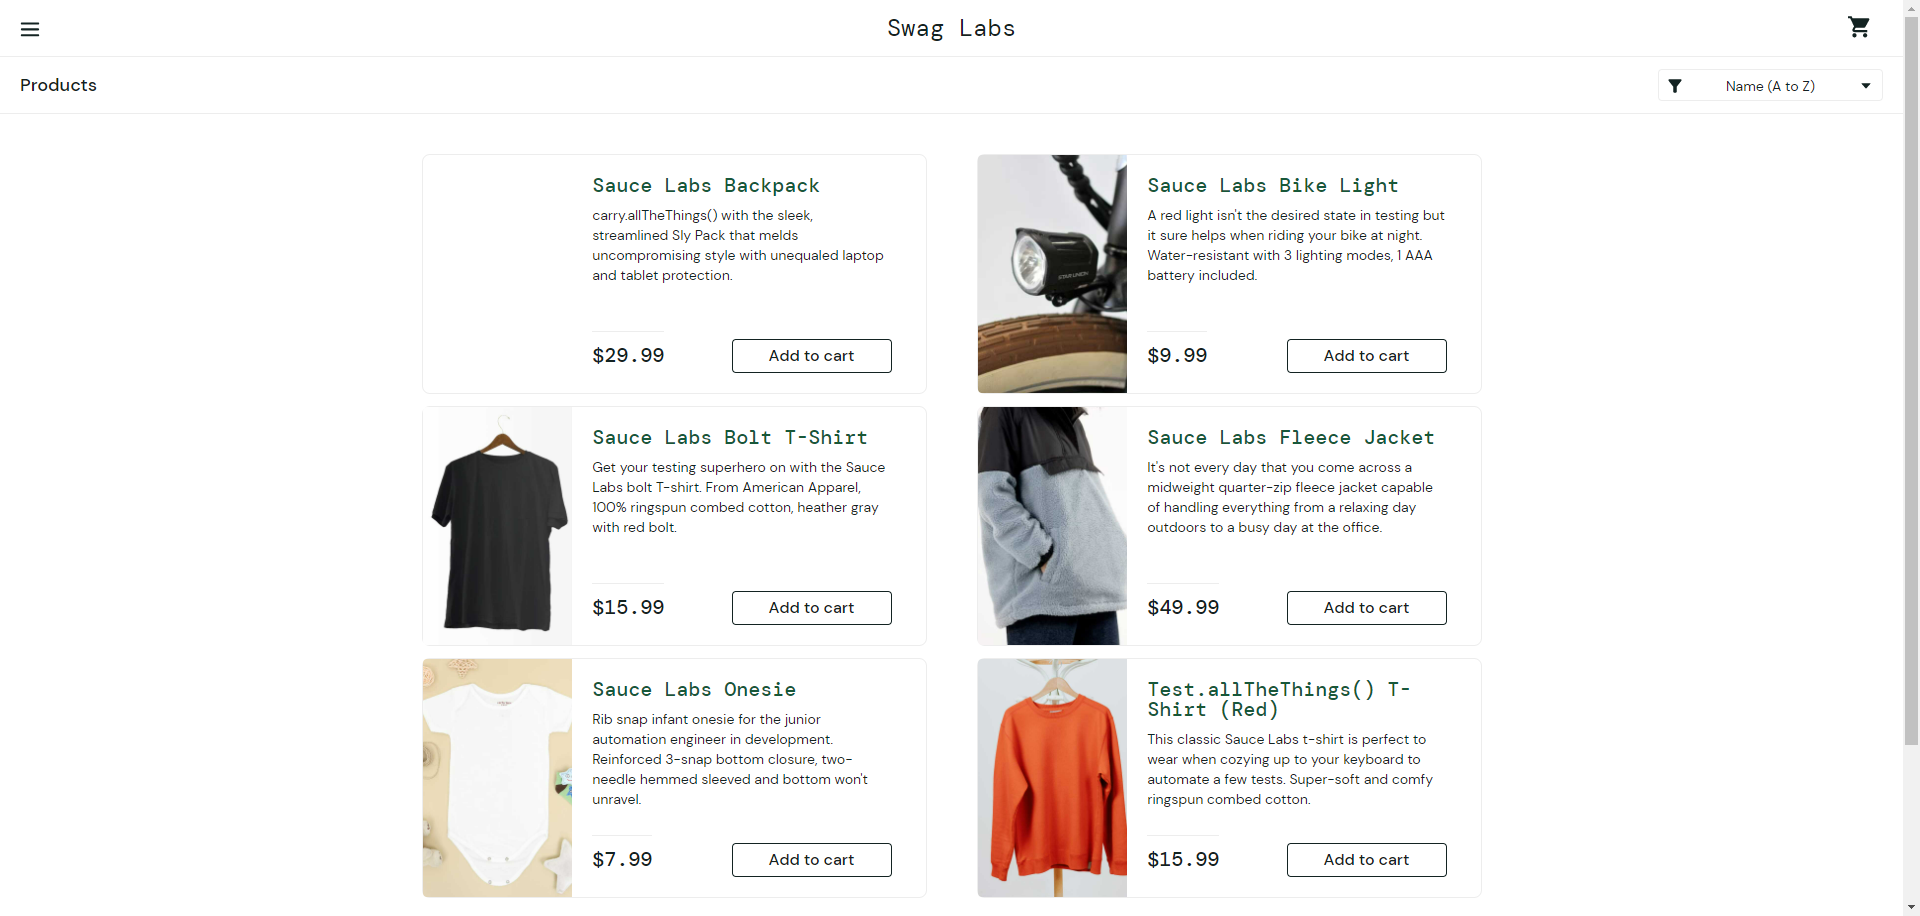 Swag Labs
Products
Name (A to Z)
Sauce Labs Backpack
carry.allTheThings() with the sleek,
streamlined Sly Pack that melds
uncompromising style with unequaled laptop
and tablet protection.
$29.99
Add to cart
Sauce Labs Bike Light
A red light isn't the desired state in testing but
it sure helps when riding your bike at night.
Water-resistant with 3 lighting modes, 1 AAA
battery included.
$9.99
Add to cart
STAR UNION
Sauce Labs Bolt T-Shirt
Get your testing superhero on with the Sauce
Labs bolt T-shirt. From American Apparel,
100% ringspun combed cotton, heather gray
with red bolt.
$15.99
Add to cart
Sauce Labs Fleece Jacket
It's not every day that you come across a
midweight quarter-zip fleece jacket capable
of handling everything from a relaxing day
outdoors to a busy day at the office.
$49.99
Add to cart
Sauce Labs Onesie
Rib snap infant onesie for the junior
automation engineer in development.
Reinforced 3-snap bottom closure, two-
needle hemmed sleeved and bottom won't
unravel.
$7.99
Add to cart
Test.allTheThings() T-
Shirt (Red)
This classic Sauce Labs t-shirt is perfect to
wear when cozying up to your keyboard to
automate a few tests. Super-soft and comfy
ringspun combed cotton.
$15.99
Add to cart